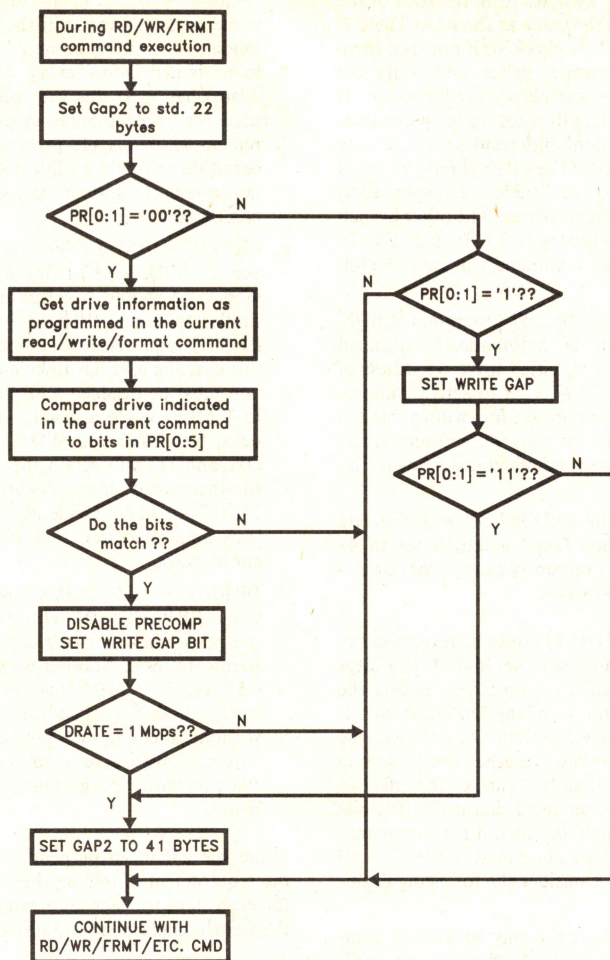 During RD/WR/FRMT
command execution
Set Gap2 to std. 22
bytes
PR[0:1] = '00'??
N
Y
Get drive information as
programmed in the current
read/write/format command
PR[0:1] = '1'??
N
Y
SET WRITE GAP
Compare drive indicated
in the current command
to bits in PR[0:5]
PR[0:1] = '11'??
N
Y
Do the bits
match ??
N
Y
DISABLE PRECOMP
SET WRITE GAP BIT
DRATE = 1 Mbps??
N
Y
SET GAP2 TO 41 BYTES
CONTINUE WITH
RD/WR/FRMT/ETC. CMD